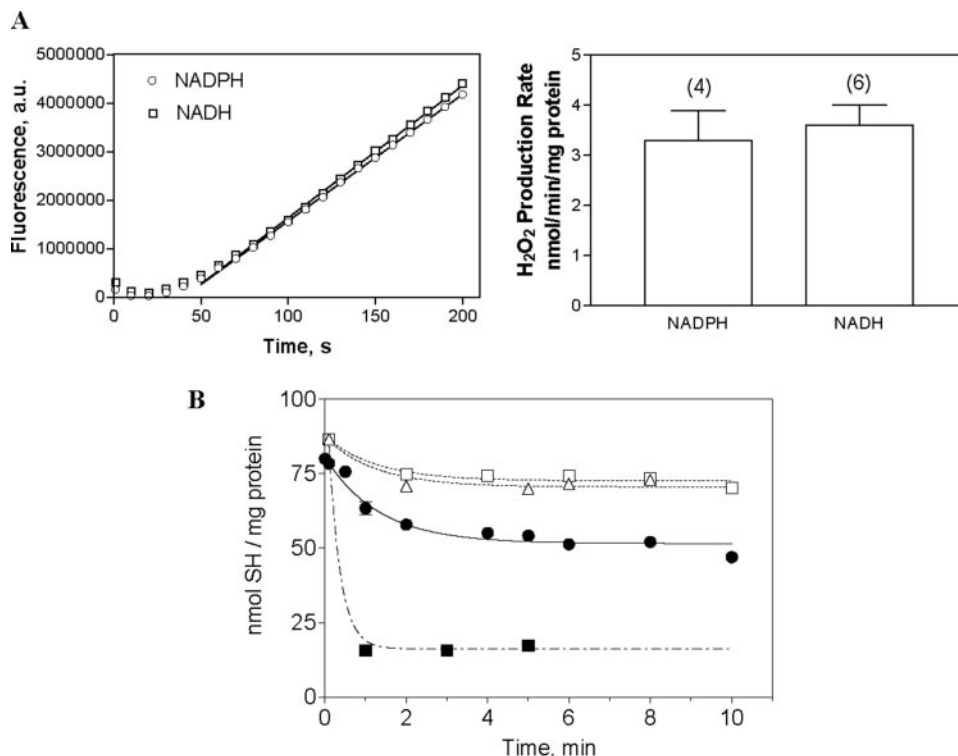 A
Fluorescence, a.u.
5000000
4000000
3000000
2000000
1000000
0
NADPH
NADH
0 50 100 150 200
Time, s
H₂O₂ Production Rate
nmol/min/mg protein
5
4
3
2
1
0
(4) (6)
NADPH NADH
B
nmol SH / mg protein
100
75
50
25
0
0 2 4 6 8 10
Time, min